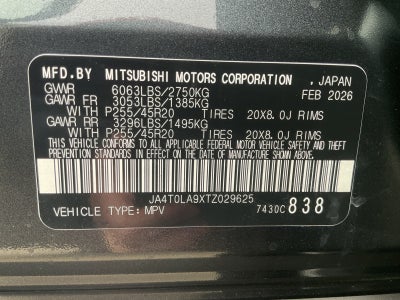 MFD.BY MITSUBISHI MOTORS CORPORATION , JAPAN
GVWR 6063LBS/2750KG FEB 2026
GAWR FR 3053LBS/1385KG
WITH P255/45R20 TIRES 20X8.0J RIMS
GAWR RR 3296LBS/1495KG
WITH P255/45R20 TIRES 20X8.0J RIMS
THIS VEHICLE CONFORMS TO ALL APPLICABLE FEDERAL
MOTOR VEHICLE SAFETY AND THEFT PREVENTION STANDARDS
IN EFFECT ON THE DATE OF MANUFACTURE SHOWN ABOVE.
JA4T0LA9XTZ029625
VEHICLE TYPE: MPV 7430C 838